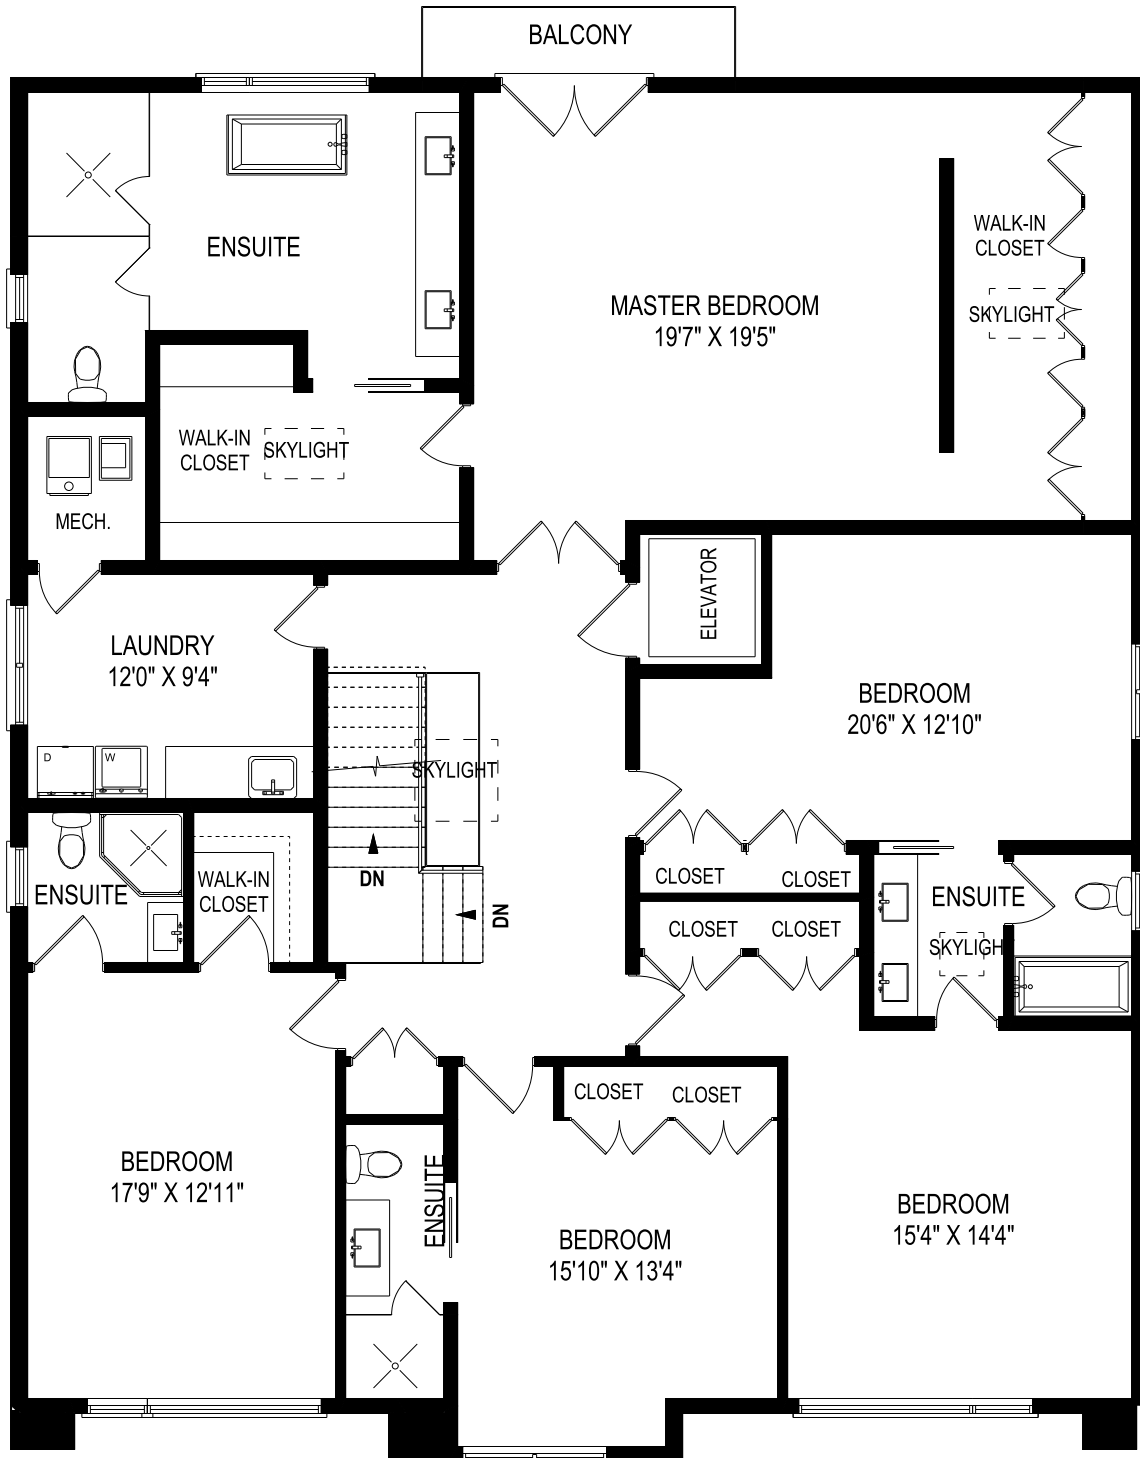 BALCONY
ENSUITE
MASTER BEDROOM
19'7" X 19'5"
WALK-IN
CLOSET
SKYLIGHT
WALK-IN
CLOSET
SKYLIGHT
MECH.
ELEVATOR
LAUNDRY
12'0" X 9'4"
BEDROOM
20'6" X 12'10"
D
W
SKYLIGHT
DN
DN
ENSUITE
WALK-IN
CLOSET
CLOSET
CLOSET
CLOSET
CLOSET
ENSUITE
SKYLIGH
CLOSET
CLOSET
BEDROOM
17'9" X 12'11"
ENSUITE
BEDROOM
15'10" X 13'4"
BEDROOM
15'4" X 14'4"